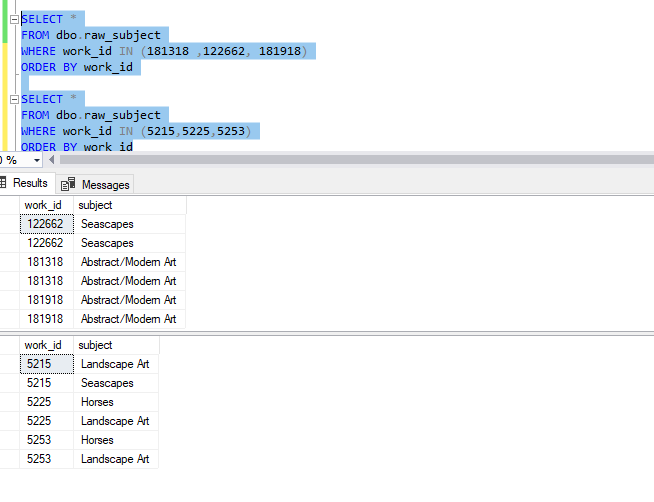 SELECT *
FROM dbo.raw_subject
WHERE work_id IN (181318 ,122662, 181918)
ORDER BY work_id
SELECT *
FROM dbo.raw_subject
WHERE work_id IN (5215,5225,5253)
ORDER BY work_id
0 %
Results Messages
work_id subject
122662 Seascapes
122662 Seascapes
181318 Abstract/Modern Art
181318 Abstract/Modern Art
181918 Abstract/Modern Art
181918 Abstract/Modern Art
work_id subject
5215 Landscape Art
5215 Seascapes
5225 Horses
5225 Landscape Art
5253 Horses
5253 Landscape Art